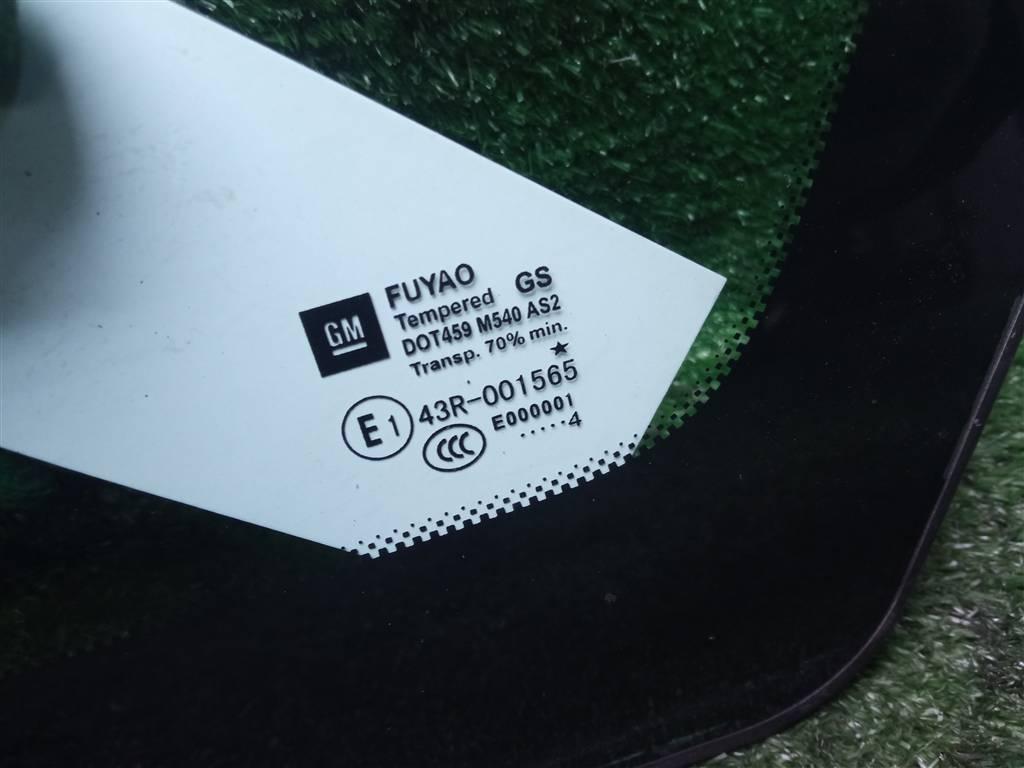 GM
FUYAO
Tempered GS
DOT459 M540 AS2
Transp. 70% min.
★
E1 43R-001565
CCC E000001
.....4